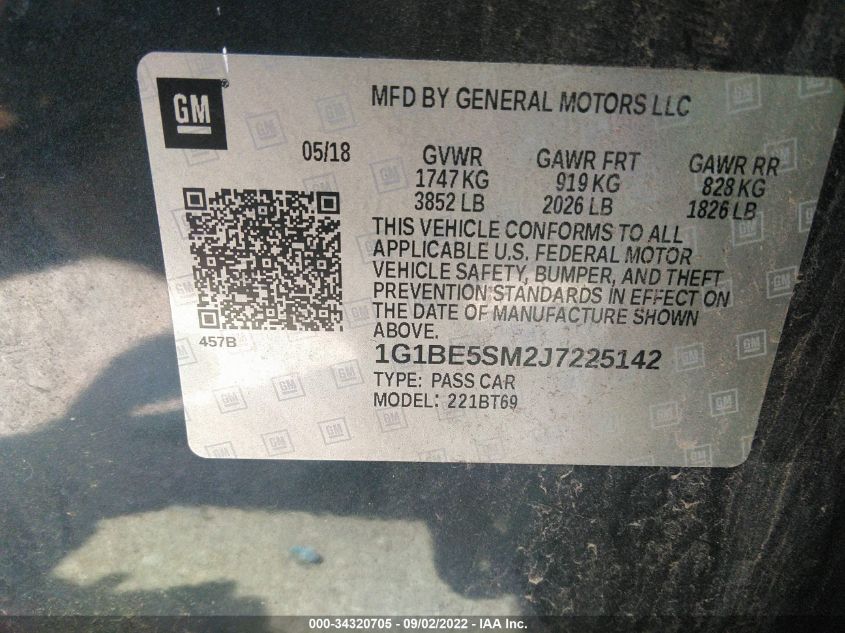 GM
MFD BY GENERAL MOTORS LLC
05/18
GVWR GAWR FRT GAWR RR
1747 KG 919 KG 828 KG
3852 LB 2026 LB 1826 LB
THIS VEHICLE CONFORMS TO ALL
APPLICABLE U.S. FEDERAL MOTOR
VEHICLE SAFETY, BUMPER, AND THEFT
PREVENTION STANDARDS IN EFFECT ON
THE DATE OF MANUFACTURE SHOWN
ABOVE.
457B
1G1BE5SM2J7225142
TYPE: PASS CAR
MODEL: 221BT69
000-34320705 - 09/02/2022 - IAA Inc.